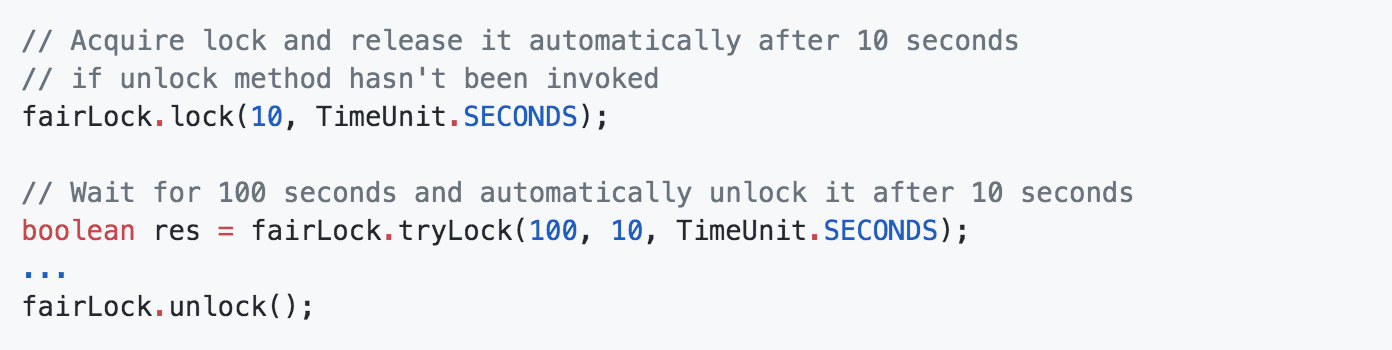 // Acquire lock and release it automatically after 10 seconds
// if unlock method hasn't been invoked
fairLock.lock(10, TimeUnit.SECONDS);
// Wait for 100 seconds and automatically unlock it after 10 seconds
boolean res = fairLock.tryLock(100, 10, TimeUnit.SECONDS);
...
fairLock.unlock();